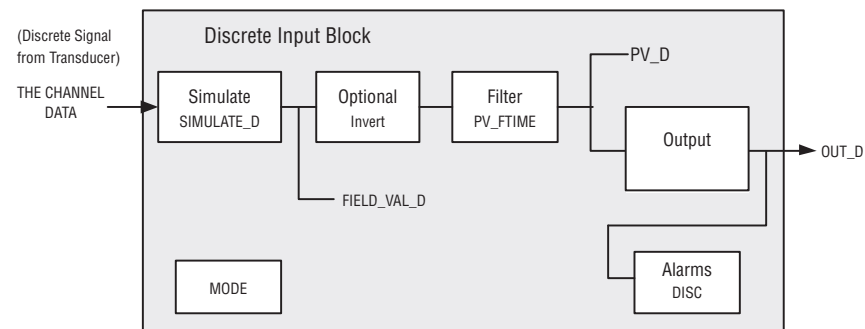 Discrete Input Block
(Discrete Signal
from Transducer)
THE CHANNEL
DATA
Simulate
SIMULATE_D
Optional
Invert
Filter
PV_FTIME
PV_D
Output
OUT_D
FIELD_VAL_D
MODE
Alarms
DISC